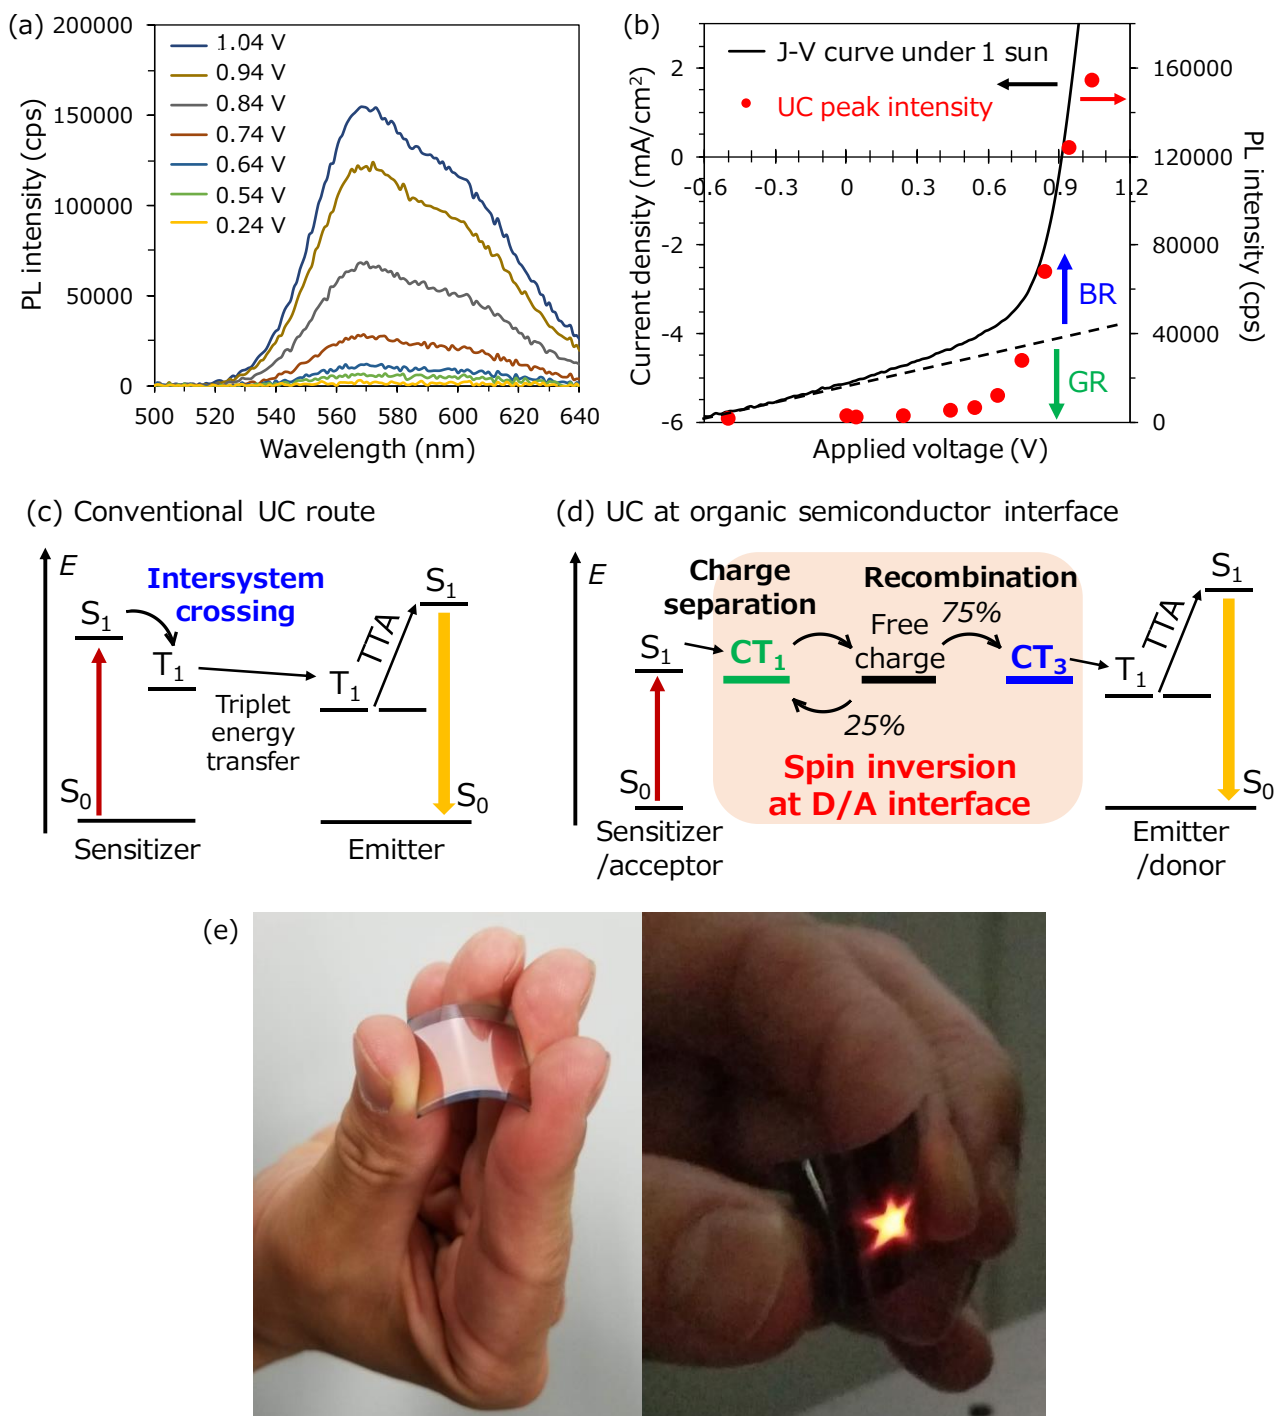 (a)
200000
150000
100000
50000
0
PL intensity (cps)
1.04 V
0.94 V
0.84 V
0.74 V
0.64 V
0.54 V
0.24 V
500 520 540 560 580 600 620 640
Wavelength (nm)
(b)
2
0
-2
-4
-6
Current density (mA/cm²)
J-V curve under 1 sun
UC peak intensity
-0.6 -0.3 0 0.3 0.6 0.9 1.2
BR
GR
160000
120000
80000
40000
0
PL intensity (cps)
Applied voltage (V)
(c) Conventional UC route
E
Intersystem
crossing
S₁
S₁
T₁
TTA
T₁
Triplet
energy
transfer
S₀
S₀
Sensitizer
Emitter
(d) UC at organic semiconductor interface
E
Charge
separation
Recombination
75%
S₁
S₁
CT₁
Free
charge
CT₃
TTA
T₁
25%
Spin inversion
at D/A interface
S₀
S₀
Sensitizer
/acceptor
Emitter
/donor
(e)